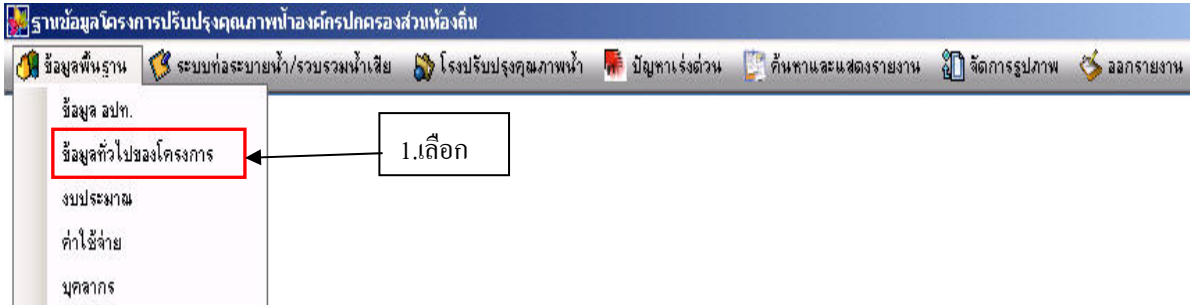 ฐานข้อมูลโครงการปรับปรุงคุณภาพน้ำองค์กรปกครองส่วนท้องถิ่น
ข้อมูลพื้นฐาน ระบบท่อระบายน้ำ/รวบรวมน้ำเสีย โรงปรับปรุงคุณภาพน้ำ ปัญหาเร่งด่วน ค้นหาและแสดงรายงาน จัดการรูปภาพ ออกรายงาน
ข้อมูล อปท.
ข้อมูลทั่วไปของโครงการ
1.เลือก
งบประมาณ
ค่าใช้จ่าย
บุคลากร